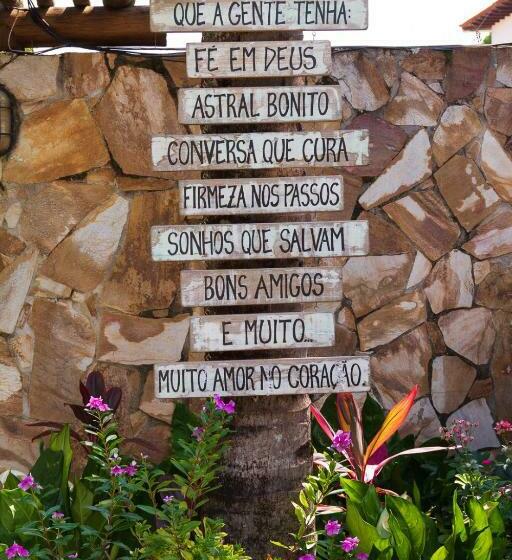 QUE A GENTE TENHA:
FÉ EM DEUS
ASTRAL BONITO
CONVERSA QUE CURA
FIRMEZA NOS PASSOS
SONHOS QUE SALVAM
BONS AMIGOS
E MUITO...
MUITO AMOR NO CORAÇÃO.